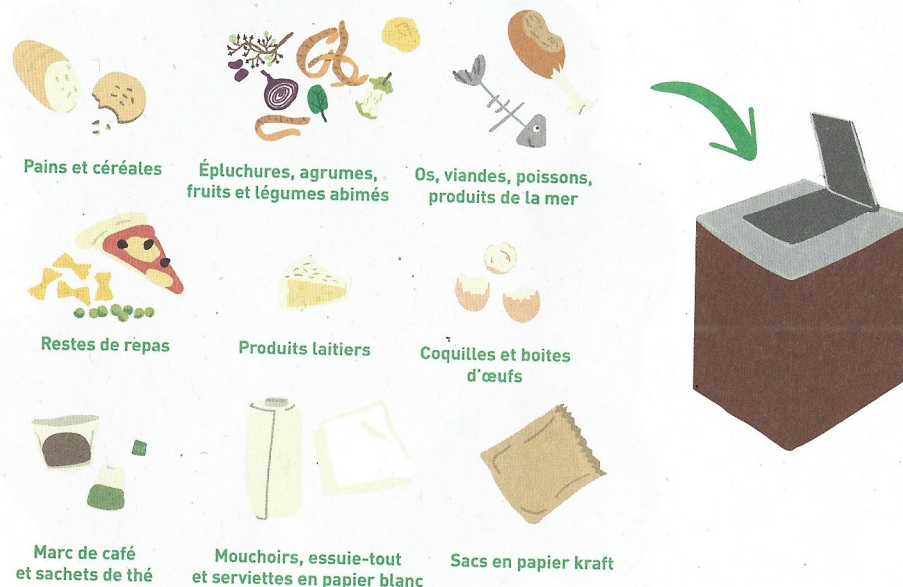 Pains et céréales
Épluchures, agrumes,
fruits et légumes abimés
Os, viandes, poissons,
produits de la mer
Restes de repas
Produits laitiers
Coquilles et boites
d'œufs
Marc de café
et sachets de thé
Mouchoirs, essuie-tout
et serviettes en papier blanc
Sacs en papier kraft